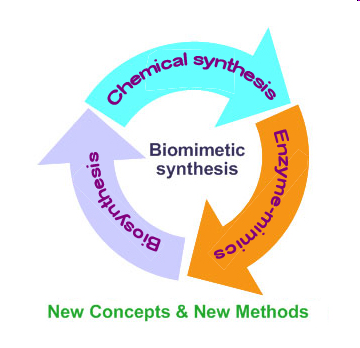 Chemical synthesis
Enzyme-mimics
Biosynthesis
Biomimetic
synthesis
New Concepts & New Methods